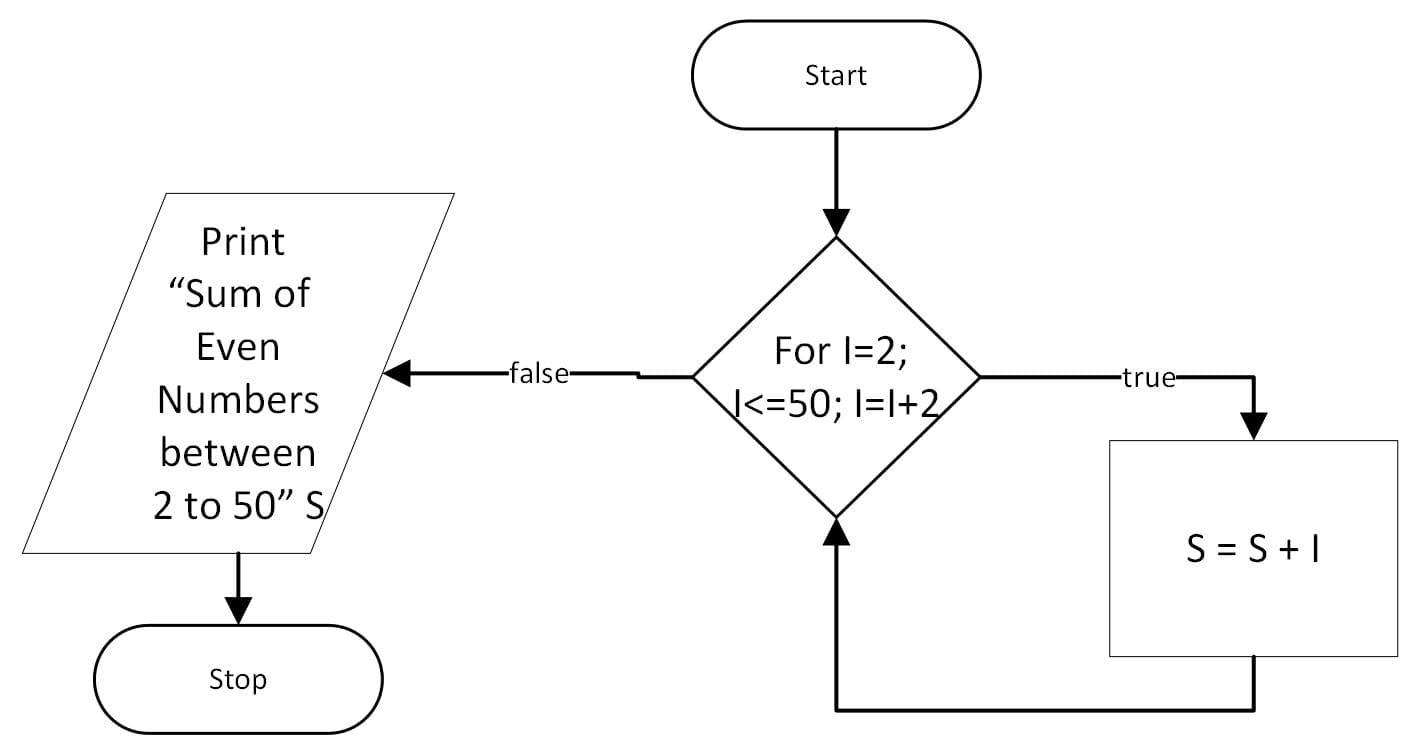 Start
For I=2;
I<=50; I=I+2
true
S = S + I
false
Print
“Sum of
Even
Numbers
between
2 to 50” S
Stop